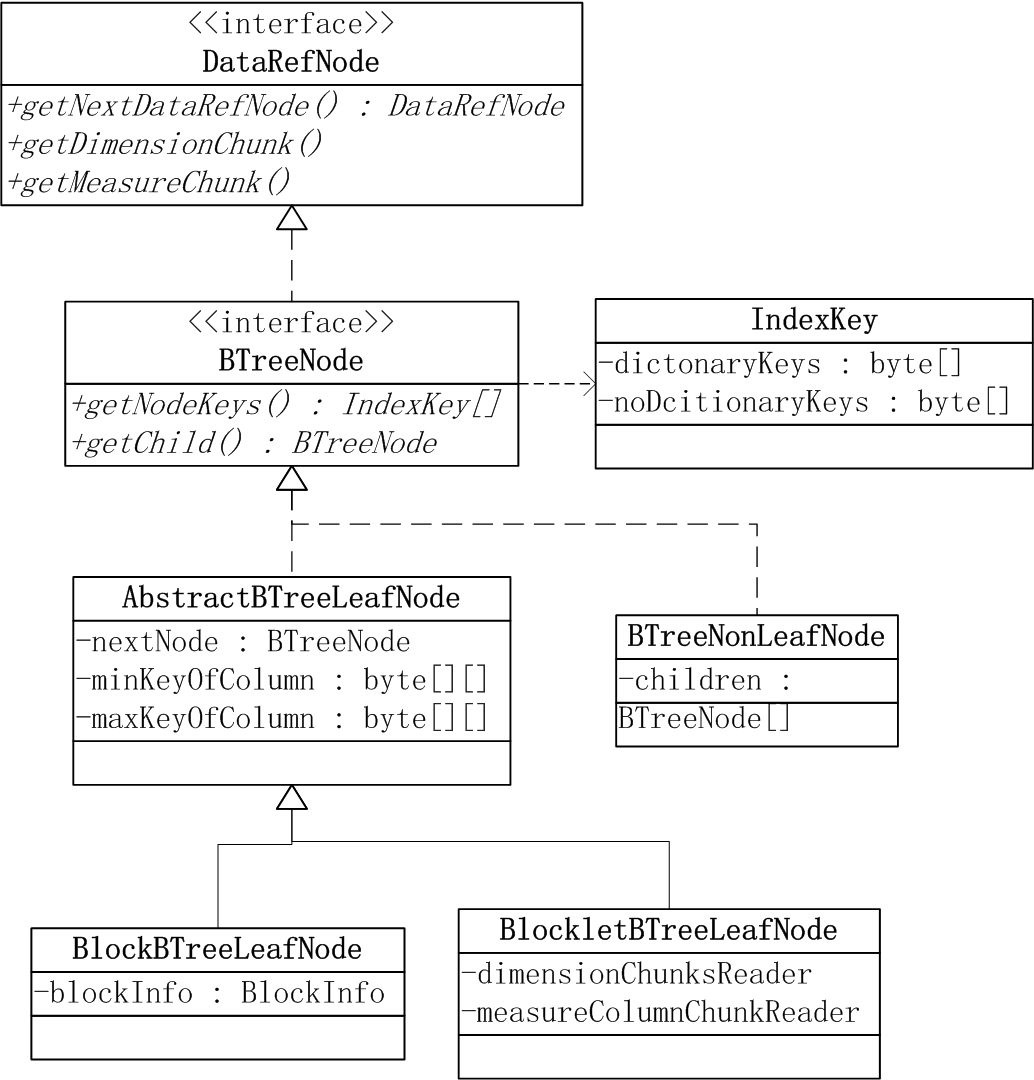 <<interface>>
DataRefNode
+getNextDataRefNode() : DataRefNode
+getDimensionChunk()
+getMeasureChunk()
<<interface>>
BTreeNode
+getNodeKeys() : IndexKey[]
+getChild() : BTreeNode
IndexKey
-dictonaryKeys : byte[]
-noDcitionaryKeys : byte[]
AbstractBTreeLeafNode
-nextNode : BTreeNode
-minKeyOfColumn : byte[][]
-maxKeyOfColumn : byte[][]
BTreeNonLeafNode
-children :
BTreeNode[]
BlockBTreeLeafNode
-blockInfo : BlockInfo
BlockletBTreeLeafNode
-dimensionChunksReader
-measureColumnChunkReader